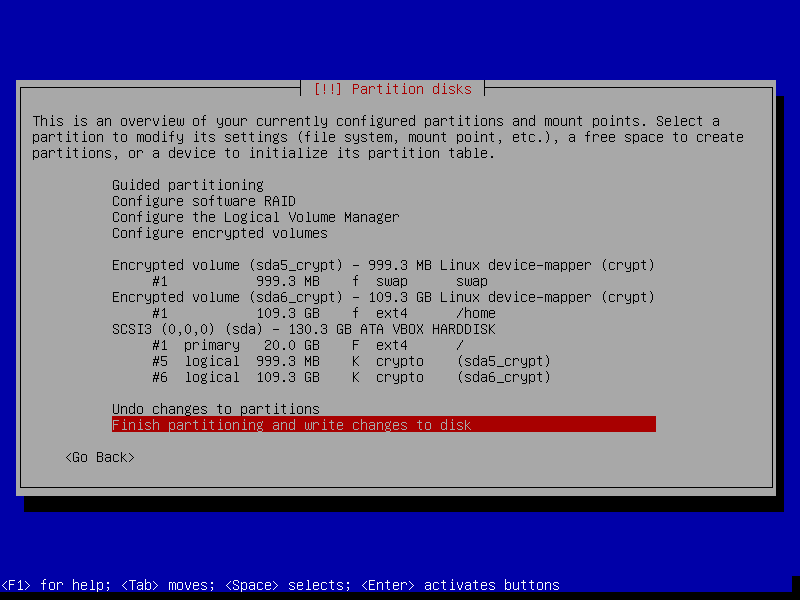 [!!] Partition disks
This is an overview of your currently configured partitions and mount points. Select a
partition to modify its settings (file system, mount point, etc.), a free space to create
partitions, or a device to initialize its partition table.
Guided partitioning
Configure software RAID
Configure the Logical Volume Manager
Configure encrypted volumes
Encrypted volume (sda5_crypt) - 999.3 MB Linux device-mapper (crypt)
#1 999.3 MB f swap swap
Encrypted volume (sda6_crypt) - 109.3 GB Linux device-mapper (crypt)
#1 109.3 GB f ext4 /home
SCSI3 (0,0,0) (sda) - 130.3 GB ATA VBOX HARDDISK
#1 primary 20.0 GB F ext4 /
#5 logical 999.3 MB K crypto (sda5_crypt)
#6 logical 109.3 GB K crypto (sda6_crypt)
Undo changes to partitions
Finish partitioning and write changes to disk
<Go Back>
<F1> for help; <Tab> moves; <Space> selects; <Enter> activates buttons